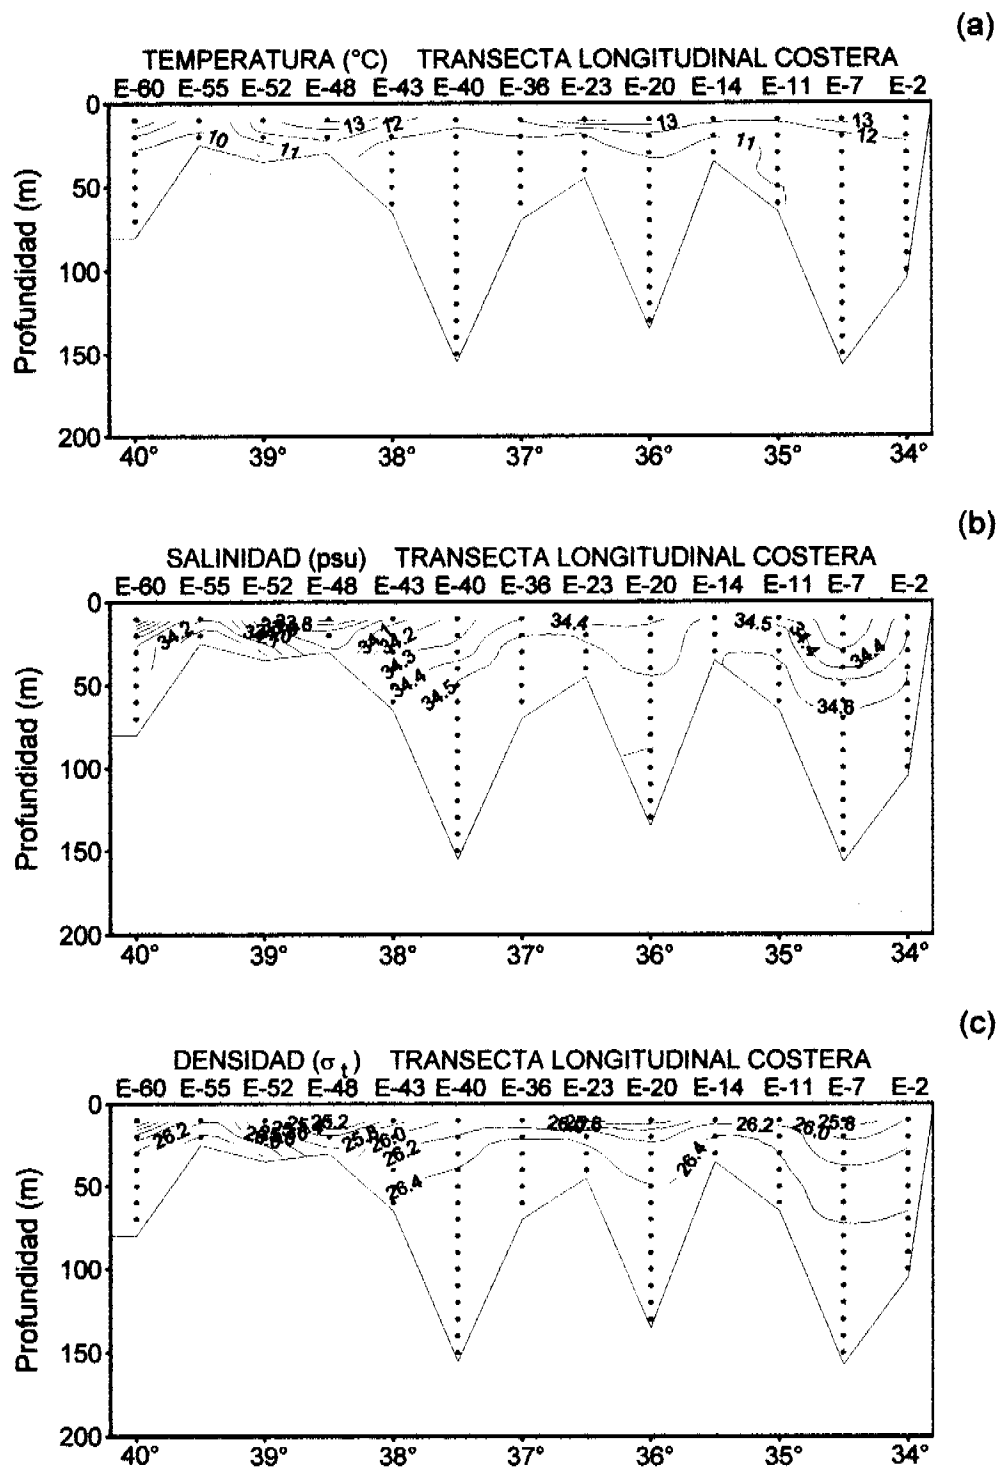 (a)
TEMPERATURA (°C) TRANSECTA LONGITUDINAL COSTERA
E-60 E-55 E-52 E-48 E-43 E-40 E-36 E-23 E-20 E-14 E-11 E-7 E-2
Profundidad (m)
0
50
100
150
200
10 11 13 12 13 11 13 12
40° 39° 38° 37° 36° 35° 34°
(b)
SALINIDAD (psu) TRANSECTA LONGITUDINAL COSTERA
E-60 E-55 E-52 E-48 E-43 E-40 E-36 E-23 E-20 E-14 E-11 E-7 E-2
Profundidad (m)
0
50
100
150
200
34.2 34.1 34.2 34.3 34.4 34.5 34.4 34.5 34.4 34.6
40° 39° 38° 37° 36° 35° 34°
(c)
DENSIDAD (σt) TRANSECTA LONGITUDINAL COSTERA
E-60 E-55 E-52 E-48 E-43 E-40 E-36 E-23 E-20 E-14 E-11 E-7 E-2
Profundidad (m)
0
50
100
150
200
26.2 25.2 25.8 26.0 26.2 26.4 26.4 26.2 26.0 25.8
40° 39° 38° 37° 36° 35° 34°